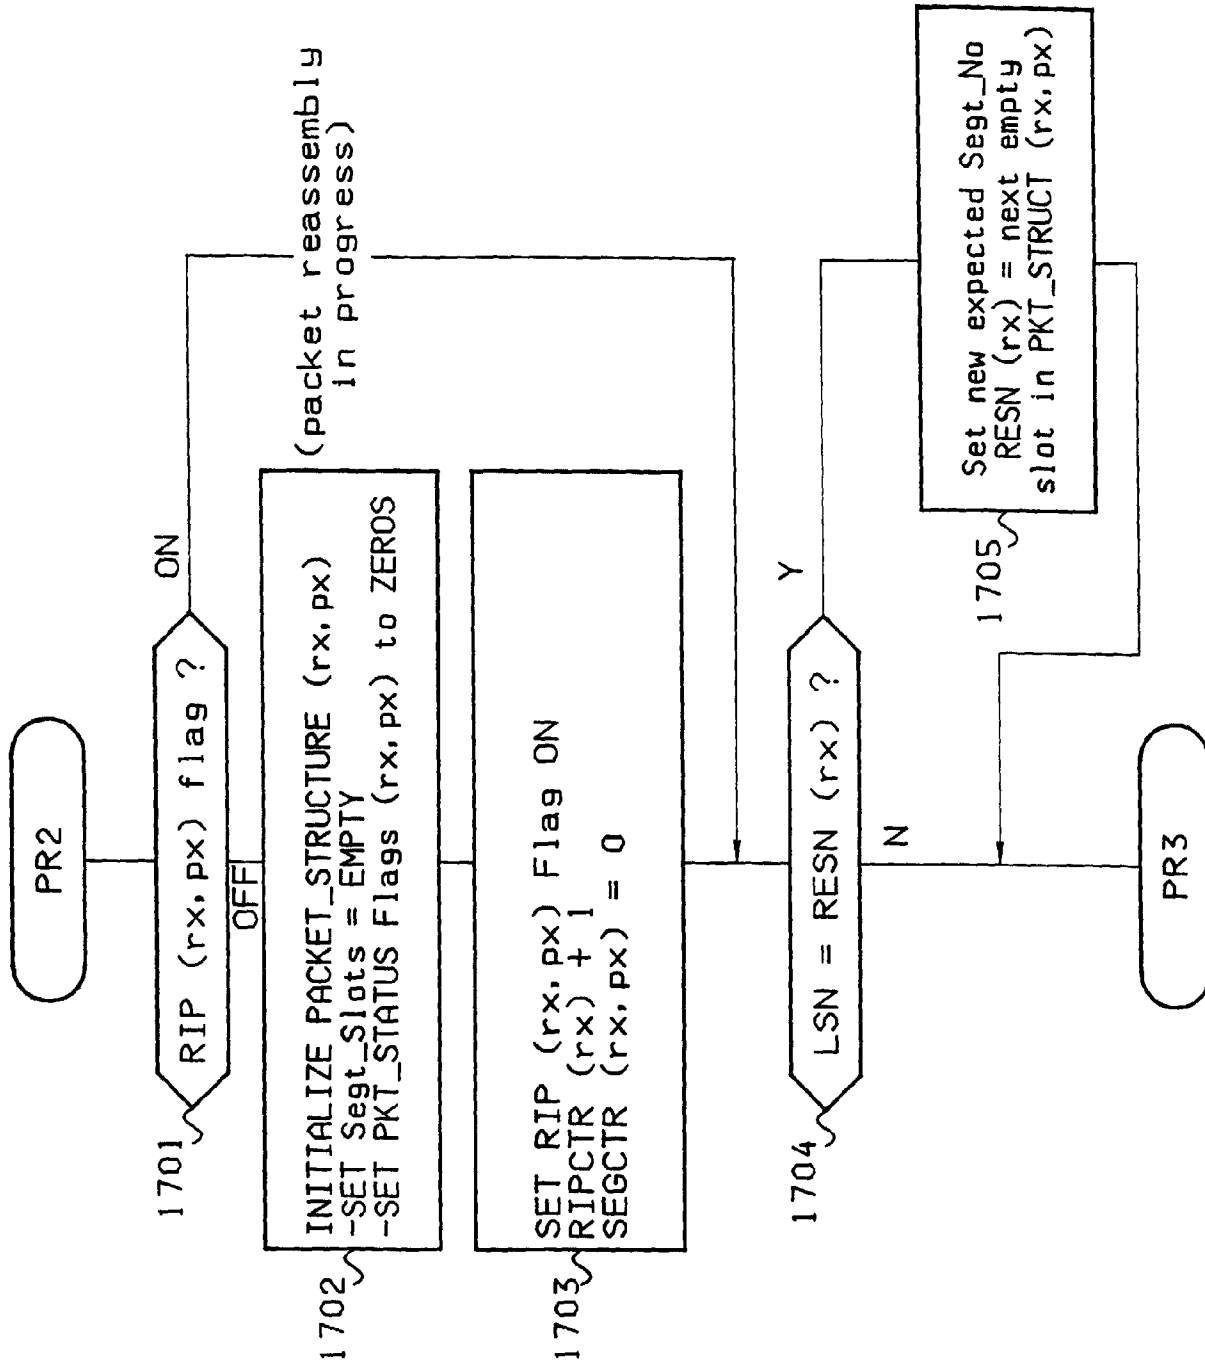 PR2
1701
RIP (rx,px) flag ?
ON
OFF
(packet reassembly
in progress)
1702
INITIALIZE PACKET_STRUCTURE (rx,px)
-SET Segt_Slots = EMPTY
-SET PKT_STATUS Flags (rx,px) to ZEROS
1703
SET RIP (rx,px) Flag ON
RIPCTR (rx) + 1
SEGCTR (rx,px) = 0
1704
LSN = RESN (rx) ?
Y
N
1705
Set new expected Segt_No
RESN (rx) = next empty
slot in PKT_STRUCT (rx,px)
PR3